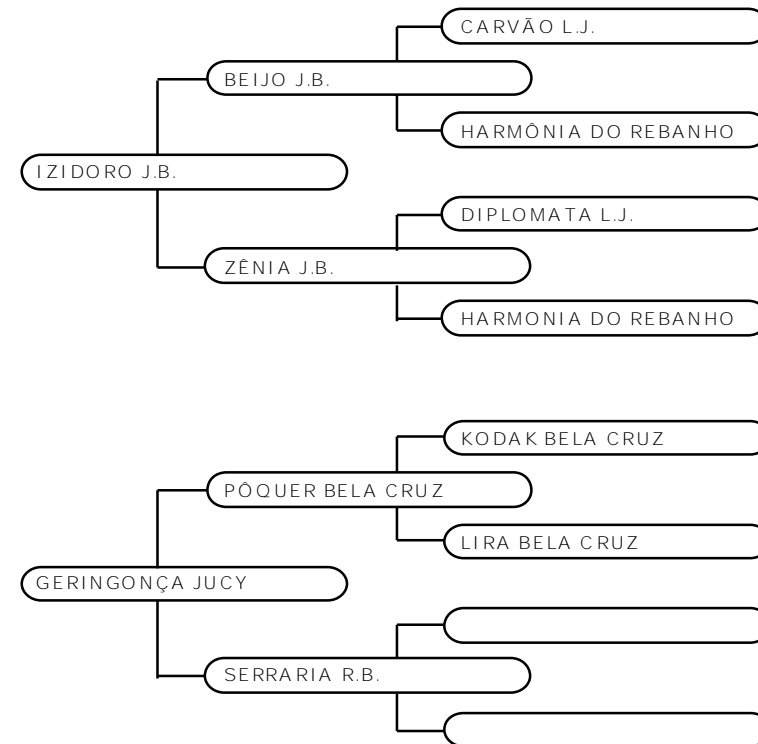 CARVÃO L.J.
BEIJO J.B.
HARMÔNIA DO REBANHO
IZIDORO J.B.
DIPLOMATA L.J.
ZÊNIA J.B.
HARMONIA DO REBANHO
KODAK BELA CRUZ
PÔQUER BELA CRUZ
LIRA BELA CRUZ
GERINGONÇA JUCY
SERRARIA R.B.